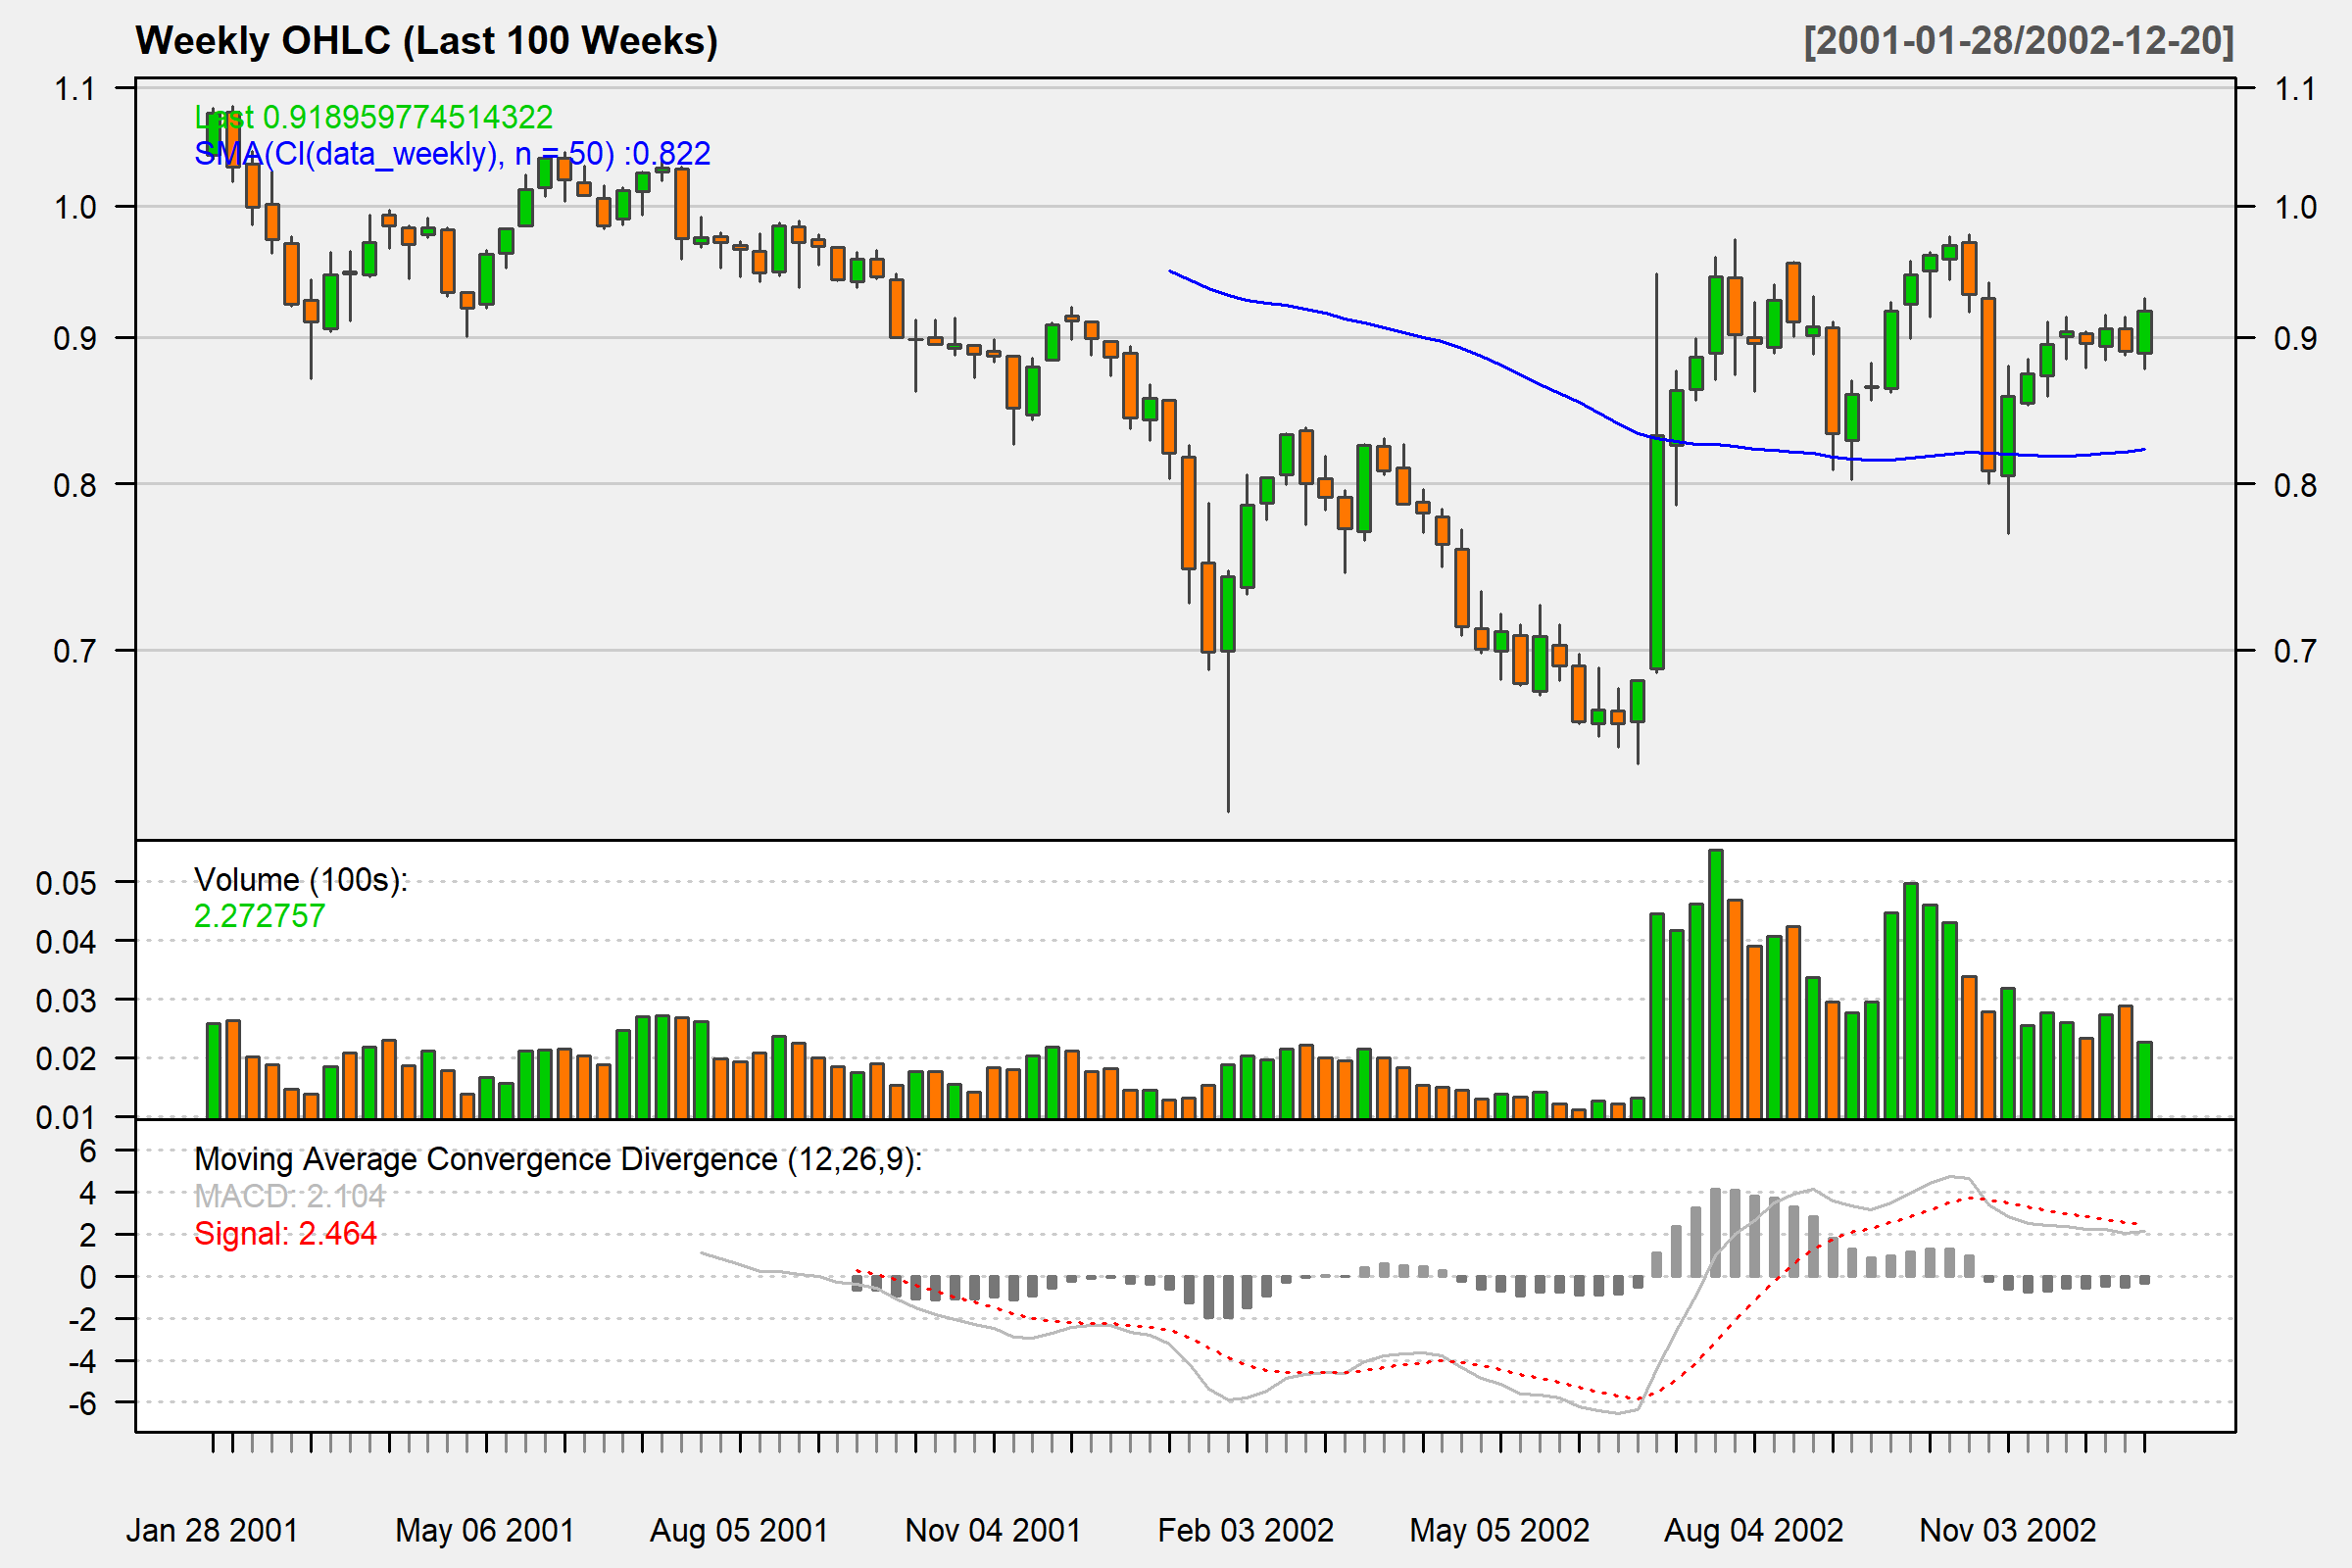 Weekly OHLC (Last 100 Weeks) [2001-01-28/2002-12-20]
1.1 1.1
Last 0.918959774514322
SMA(Cl(data_weekly), n = 50) :0.822
1.0 1.0
0.9 0.9
0.8 0.8
0.7 0.7
Volume (100s):
0.05
2.272757
0.04
0.03
0.02
0.01
6
Moving Average Convergence Divergence (12,26,9):
4
MACD: 2.104
2
Signal: 2.464
0
-2
-4
-6
Jan 28 2001 May 06 2001 Aug 05 2001 Nov 04 2001 Feb 03 2002 May 05 2002 Aug 04 2002 Nov 03 2002